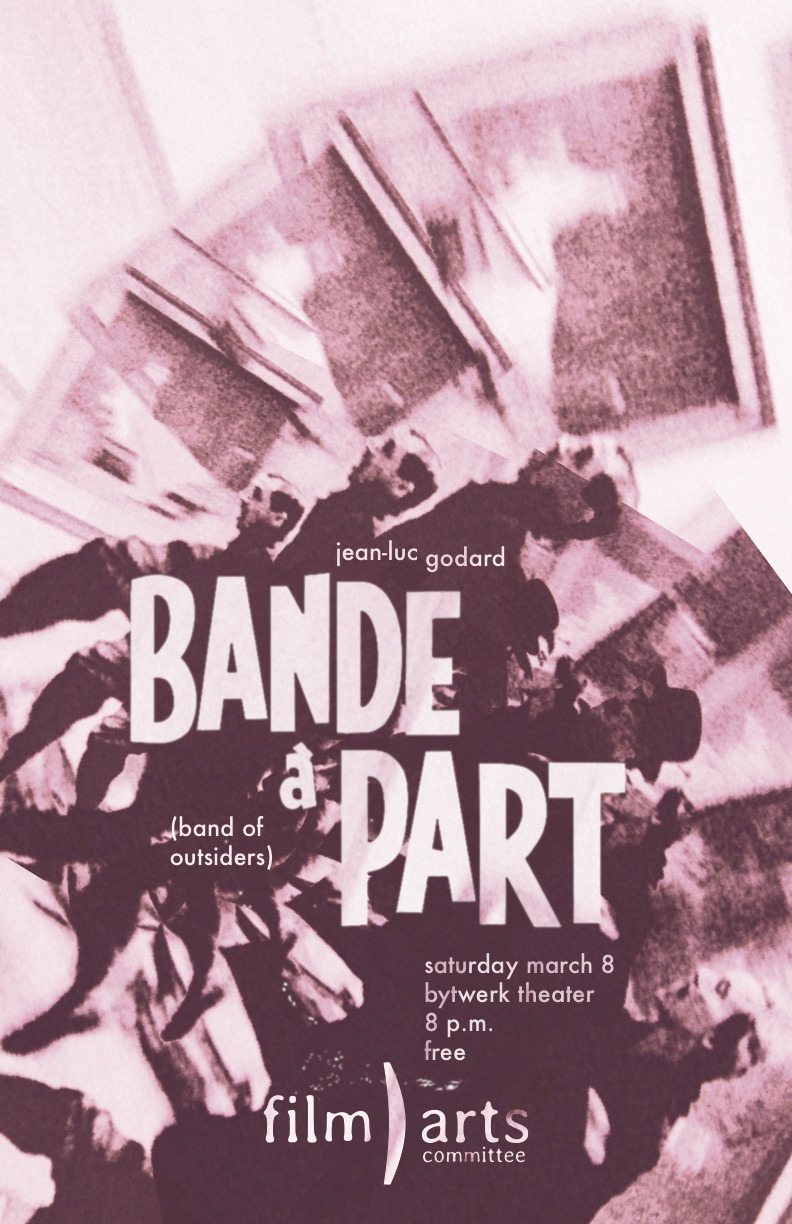 jean-luc godard
BANDE
à PART
(band of
outsiders)
saturday march 8
bytwerk theater
8 p.m.
free
film ) arts
committee